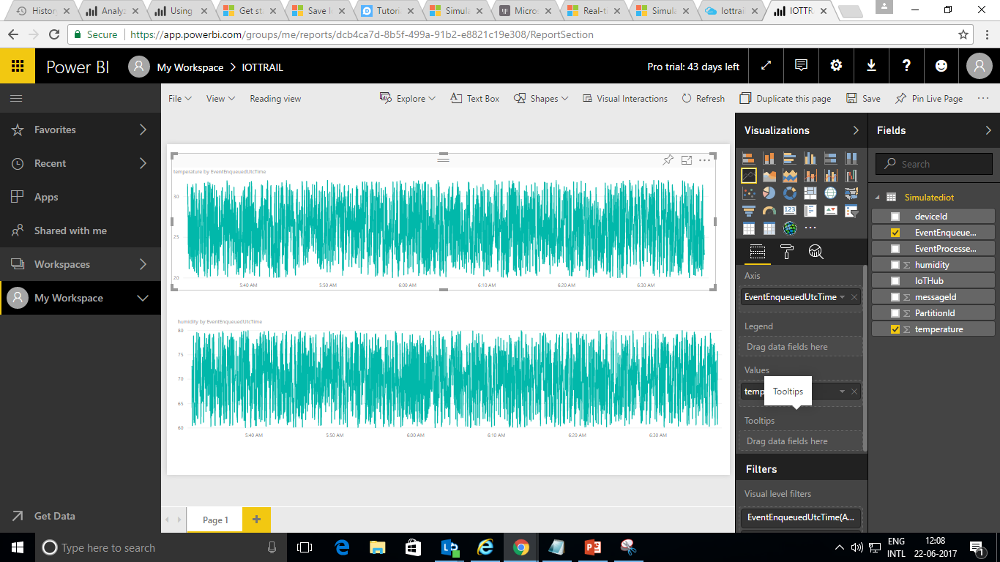 History
Analyz
Using
Get st
Save l
Tutori
Simula
Micros
Real-ti
Simula
Iottrail
IOTTR
Secure
https://app.powerbi.com/groups/me/reports/dcb4ca7d-8b5f-499a-91b2-e8821c19e308/ReportSection
Power BI
My Workspace > IOTTRAIL
Pro trial: 43 days left
File
View
Reading view
Explore
Text Box
Shapes
Visual Interactions
Refresh
Duplicate this page
Save
Pin Live Page
Favorites
Recent
Apps
Shared with me
Workspaces
My Workspace
Get Data
temperature by EventEnqueuedUtcTime
30
25
20
5:40 AM 5:50 AM 6:00 AM 6:10 AM 6:20 AM 6:30 AM
humidity by EventEnqueuedUtcTime
80
75
70
65
60
5:40 AM 5:50 AM 6:00 AM 6:10 AM 6:20 AM 6:30 AM
Page 1
Visualizations
123
Axis
EventEnqueuedUtcTime
Legend
Drag data fields here
Values
temp
Tooltips
Tooltips
Drag data fields here
Filters
Visual level filters
EventEnqueuedUtcTime(A...
Fields
Search
Simulatediot
deviceId
EventEnqueue...
EventProcesse...
humidity
IoTHub
messageId
PartitionId
temperature
Type here to search
ENG
INTL
12:08
22-06-2017
1